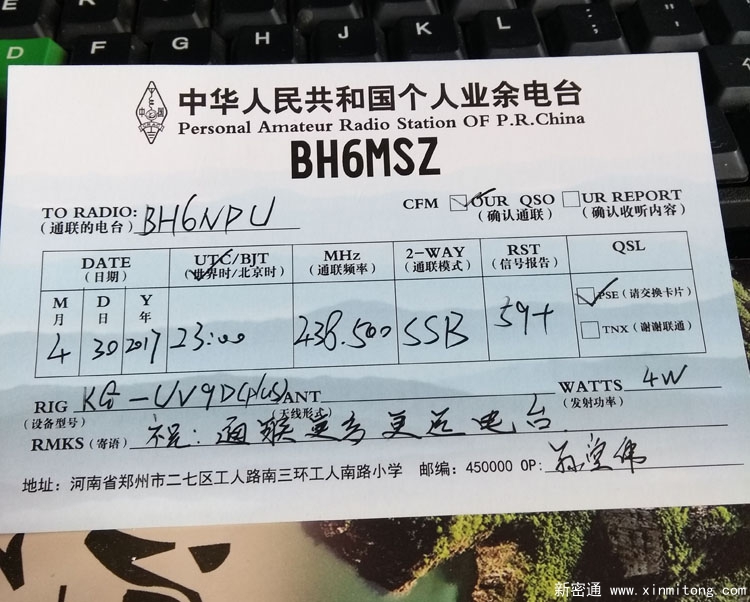 D F G H J K L
中华人民共和国个人业余电台
Personal Amateur Radio Station OF P.R.China
BH6MSZ
TO RADIO: BH6NDU CFM OUR QSO UR REPORT
(通联的电台) (确认通联) (确认收听内容)
DATE UTC/BJT MHz 2-WAY RST QSL
(日期) (世界时/北京时) (通联频率) (通联模式) (信号报告)
M D Y PSE (请交换卡片)
月 日 年
4 30 2017 23:00 438.500 SSB 59+ TNX (谢谢联通)
RIG KG-UV9D(plus) ANT WATTS 4W
(设备型号) (天线形式) (发射功率)
RMKS (寄语) 祝:通联更多更远电台
地址: 河南省郑州市二七区工人路南三环工人南路小学 邮编: 450000 OP:
新密通 www.xinmitong.com